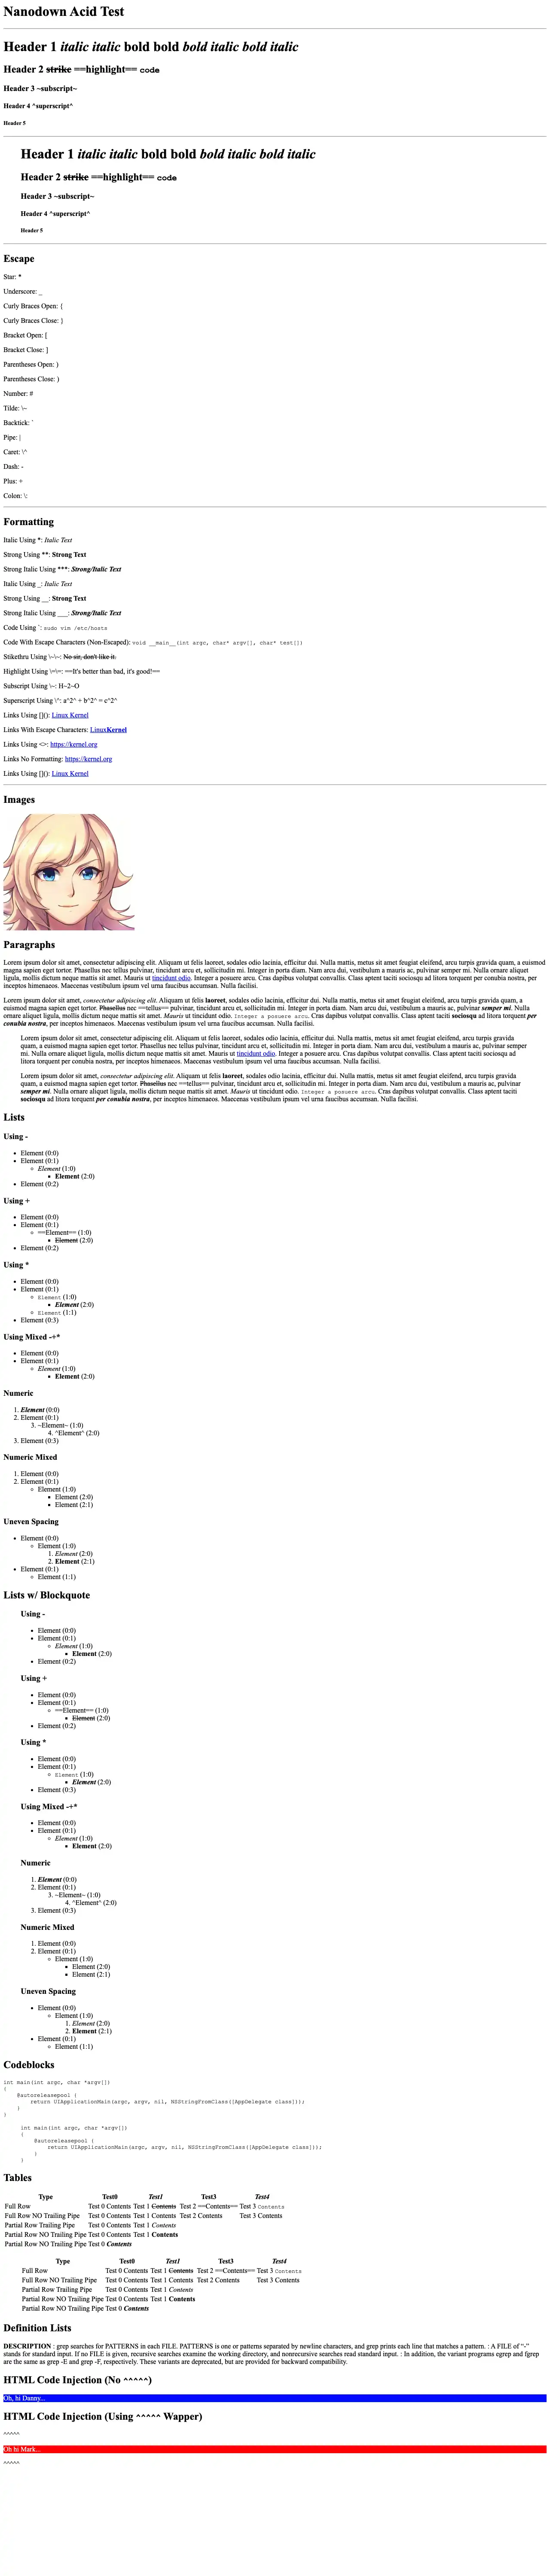 Nanodown Acid Test
Header 1 italic italic bold bold bold italic bold italic
Header 2 strike ==highlight== code
Header 3 ~subscript~
Header 4 ^superscript^
Header 5
Header 1 italic italic bold bold bold italic bold italic
Header 2 strike ==highlight== code
Header 3 ~subscript~
Header 4 ^superscript^
Header 5
Escape
Star: *
Underscore: _
Curly Braces Open: {
Curly Braces Close: }
Bracket Open: [
Bracket Close: ]
Parentheses Open: )
Parentheses Close: )
Number: #
Tilde: \~
Backtick: `
Pipe: |
Caret: \^
Dash: -
Plus: +
Colon: \:
Formatting
Italic Using *: Italic Text
Strong Using **: Strong Text
Strong Italic Using ***: Strong/Italic Text
Italic Using _: Italic Text
Strong Using __: Strong Text
Strong Italic Using ___: Strong/Italic Text
Code Using `: sudo vim /etc/hosts
Code With Escape Characters (Non-Escaped): void __main__(int argc, char* argv[], char* test[])
Stikethru Using \~\~: No sir, don't like it.
Highlight Using \=\=: ==It's better than bad, it's good!==
Subscript Using \~: H~2~O
Superscript Using \^: a^2^ + b^2^ = c^2^
Links Using [](): Linux Kernel
Links With Escape Characters: LinuxKernel
Links Using <>: https://kernel.org
Links No Formatting: https://kernel.org
Links Using [](): Linux Kernel
Images
Paragraphs
Lorem ipsum dolor sit amet, consectetur adipiscing elit. Aliquam ut felis laoreet, sodales odio lacinia, efficitur dui. Nulla mattis, metus sit amet feugiat eleifend, arcu turpis gravida quam, a euismod
magna sapien eget tortor. Phasellus nec tellus pulvinar, tincidunt arcu et, sollicitudin mi. Integer in porta diam. Nam arcu dui, vestibulum a mauris ac, pulvinar semper mi. Nulla ornare aliquet
ligula, mollis dictum neque mattis sit amet. Mauris ut tincidunt odio. Integer a posuere arcu. Cras dapibus volutpat convallis. Class aptent taciti sociosqu ad litora torquent per conubia nostra, per
inceptos himenaeos. Maecenas vestibulum ipsum vel urna faucibus accumsan. Nulla facilisi.
Lorem ipsum dolor sit amet, consectetur adipiscing elit. Aliquam ut felis laoreet, sodales odio lacinia, efficitur dui. Nulla mattis, metus sit amet feugiat eleifend, arcu turpis gravida quam, a
euismod magna sapien eget tortor. Phasellus nec ==tellus== pulvinar, tincidunt arcu et, sollicitudin mi. Integer in porta diam. Nam arcu dui, vestibulum a mauris ac, pulvinar semper mi. Nulla
ornare aliquet ligula, mollis dictum neque mattis sit amet. Mauris ut tincidunt odio. Integer a posuere arcu. Cras dapibus volutpat convallis. Class aptent taciti sociosqu ad litora torquent per
conubia nostra, per inceptos himenaeos. Maecenas vestibulum ipsum vel urna faucibus accumsan. Nulla facilisi.
Lorem ipsum dolor sit amet, consectetur adipiscing elit. Aliquam ut felis laoreet, sodales odio lacinia, efficitur dui. Nulla mattis, metus sit amet feugiat eleifend, arcu turpis gravida
quam, a euismod magna sapien eget tortor. Phasellus nec tellus pulvinar, tincidunt arcu et, sollicitudin mi. Integer in porta diam. Nam arcu dui, vestibulum a mauris ac, pulvinar semper
mi. Nulla ornare aliquet ligula, mollis dictum neque mattis sit amet. Mauris ut tincidunt odio. Integer a posuere arcu. Cras dapibus volutpat convallis. Class aptent taciti sociosqu ad
litora torquent per conubia nostra, per inceptos himenaeos. Maecenas vestibulum ipsum vel urna faucibus accumsan. Nulla facilisi.
Lorem ipsum dolor sit amet, consectetur adipiscing elit. Aliquam ut felis laoreet, sodales odio lacinia, efficitur dui. Nulla mattis, metus sit amet feugiat eleifend, arcu turpis gravida
quam, a euismod magna sapien eget tortor. Phasellus nec ==tellus== pulvinar, tincidunt arcu et, sollicitudin mi. Integer in porta diam. Nam arcu dui, vestibulum a mauris ac, pulvinar
semper mi. Nulla ornare aliquet ligula, mollis dictum neque mattis sit amet. Mauris ut tincidunt odio. Integer a posuere arcu. Cras dapibus volutpat convallis. Class aptent taciti
sociosqu ad litora torquent per conubia nostra, per inceptos himenaeos. Maecenas vestibulum ipsum vel urna faucibus accumsan. Nulla facilisi.
Lists
Using -
Element (0:0)
Element (0:1)
Element (1:0)
Element (2:0)
Element (0:2)
Using +
Element (0:0)
Element (0:1)
==Element== (1:0)
Element (2:0)
Element (0:2)
Using *
Element (0:0)
Element (0:1)
Element (1:0)
Element (2:0)
Element (1:1)
Element (0:3)
Using Mixed -+*
Element (0:0)
Element (0:1)
Element (1:0)
Element (2:0)
Numeric
1. Element (0:0)
2. Element (0:1)
3. ~Element~ (1:0)
4. ^Element^ (2:0)
3. Element (0:3)
Numeric Mixed
1. Element (0:0)
2. Element (0:1)
Element (1:0)
Element (2:0)
Element (2:1)
Uneven Spacing
Element (0:0)
Element (1:0)
1. Element (2:0)
2. Element (2:1)
Element (0:1)
Element (1:1)
Lists w/ Blockquote
Using -
Element (0:0)
Element (0:1)
Element (1:0)
Element (2:0)
Element (0:2)
Using +
Element (0:0)
Element (0:1)
==Element== (1:0)
Element (2:0)
Element (0:2)
Using *
Element (0:0)
Element (0:1)
Element (1:0)
Element (2:0)
Element (0:3)
Using Mixed -+*
Element (0:0)
Element (0:1)
Element (1:0)
Element (2:0)
Numeric
1. Element (0:0)
2. Element (0:1)
3. ~Element~ (1:0)
4. ^Element^ (2:0)
3. Element (0:3)
Numeric Mixed
1. Element (0:0)
2. Element (0:1)
Element (1:0)
Element (2:0)
Element (2:1)
Uneven Spacing
Element (0:0)
Element (1:0)
1. Element (2:0)
2. Element (2:1)
Element (0:1)
Element (1:1)
Codeblocks
int main(int argc, char *argv[])
{
@autoreleasepool {
return UIApplicationMain(argc, argv, nil, NSStringFromClass([AppDelegate class]));
}
}
int main(int argc, char *argv[])
{
@autoreleasepool {
return UIApplicationMain(argc, argv, nil, NSStringFromClass([AppDelegate class]));
}
}
Tables
Type Test0 Test1 Test3 Test4
Full Row Test 0 Contents Test 1 Contents Test 2 ==Contents== Test 3 Contents
Full Row NO Trailing Pipe Test 0 Contents Test 1 Contents Test 2 Contents Test 3 Contents
Partial Row Trailing Pipe Test 0 Contents Test 1 Contents
Partial Row NO Trailing Pipe Test 0 Contents Test 1 Contents
Partial Row NO Trailing Pipe Test 0 Contents
Type Test0 Test1 Test3 Test4
Full Row Test 0 Contents Test 1 Contents Test 2 ==Contents== Test 3 Contents
Full Row NO Trailing Pipe Test 0 Contents Test 1 Contents Test 2 Contents Test 3 Contents
Partial Row Trailing Pipe Test 0 Contents Test 1 Contents
Partial Row NO Trailing Pipe Test 0 Contents Test 1 Contents
Partial Row NO Trailing Pipe Test 0 Contents
Definition Lists
DESCRIPTION : grep searches for PATTERNS in each FILE. PATTERNS is one or patterns separated by newline characters, and grep prints each line that matches a pattern. : A FILE of “-”
stands for standard input. If no FILE is given, recursive searches examine the working directory, and nonrecursive searches read standard input. : In addition, the variant programs egrep and fgrep
are the same as grep -E and grep -F, respectively. These variants are deprecated, but are provided for backward compatibility.
HTML Code Injection (No ^^^^^)
Oh, hi Danny...
HTML Code Injection (Using ^^^^^ Wapper)
^^^^^
Oh hi Mark...
^^^^^